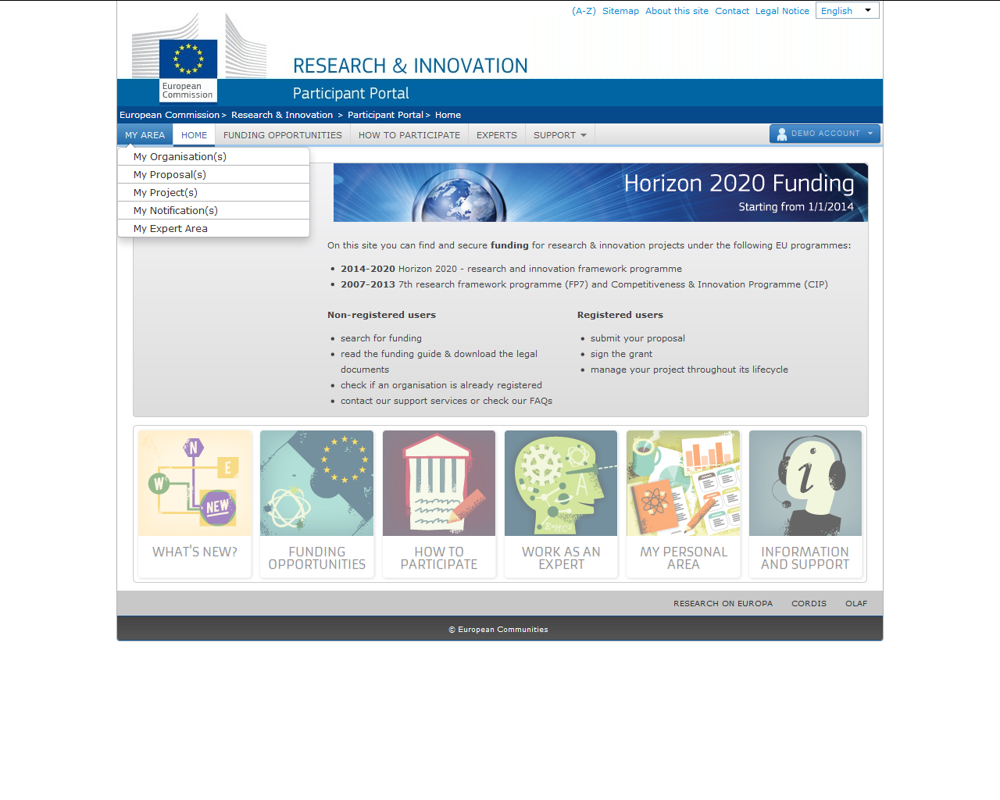 (A-Z) Sitemap About this site Contact Legal Notice English
RESEARCH & INNOVATION
European
Commission
Participant Portal
European Commission > Research & Innovation > Participant Portal > Home
MY AREA HOME FUNDING OPPORTUNITIES HOW TO PARTICIPATE EXPERTS SUPPORT DEMO ACCOUNT
My Organisation(s)
My Proposal(s)
My Project(s)
My Notification(s)
My Expert Area
Horizon 2020 Funding
Starting from 1/1/2014
On this site you can find and secure funding for research & innovation projects under the following EU programmes:
• 2014-2020 Horizon 2020 - research and innovation framework programme
• 2007-2013 7th research framework programme (FP7) and Competitiveness & Innovation Programme (CIP)
Non-registered users
• search for funding
• read the funding guide & download the legal
documents
• check if an organisation is already registered
• contact our support services or check our FAQs
Registered users
• submit your proposal
• sign the grant
• manage your project throughout its lifecycle
N
E
W
NEW
WHAT'S NEW?
FUNDING
OPPORTUNITIES
HOW TO
PARTICIPATE
A
E=MC²
WORK AS AN
EXPERT
MY PERSONAL
AREA
i
INFORMATION
AND SUPPORT
RESEARCH ON EUROPA CORDIS OLAF
© European Communities